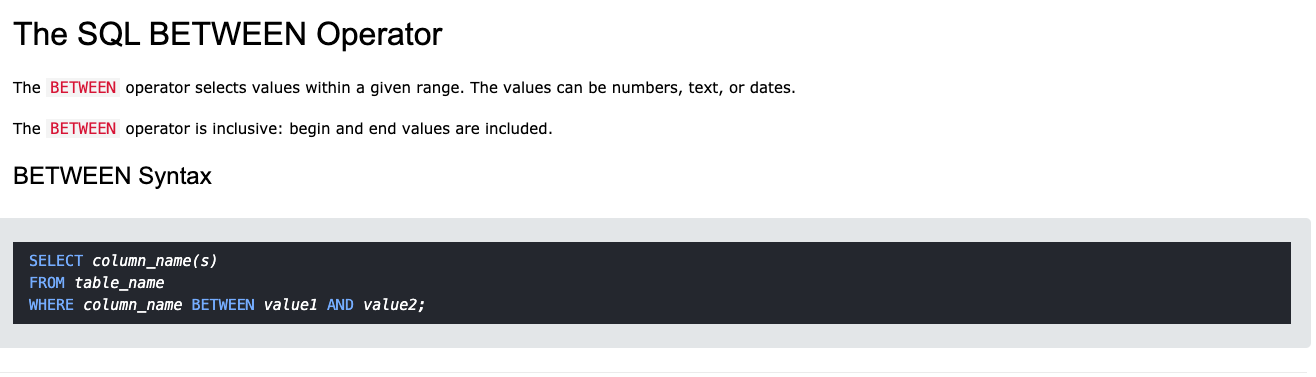 The SQL BETWEEN Operator
The BETWEEN operator selects values within a given range. The values can be numbers, text, or dates.
The BETWEEN operator is inclusive: begin and end values are included.
BETWEEN Syntax
SELECT column_name(s)
FROM table_name
WHERE column_name BETWEEN value1 AND value2;